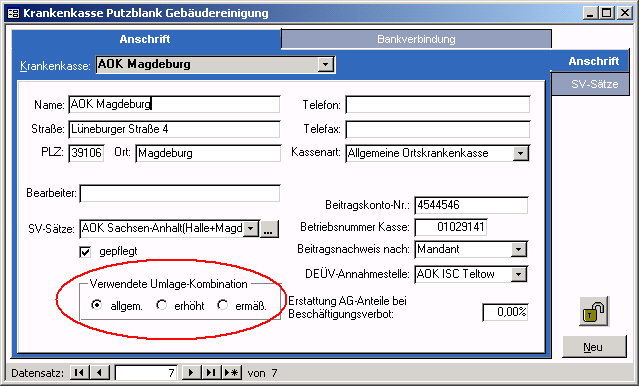 Krankenkasse Putzblank Gebäudereinigung
Anschrift
Bankverbindung
Anschrift
SV-Sätze
Krankenkasse: AOK Magdeburg
Name: AOK Magdeburg
Telefon:
Straße: Lüneburger Straße 4
Telefax:
PLZ: 39106 Ort: Magdeburg
Kassenart: Allgemeine Ortskrankenkasse
Bearbeiter:
Beitragskonto-Nr.: 4544546
SV-Sätze: AOK Sachsen-Anhalt(Halle+Magd ...
Betriebsnummer Kasse: 01029141
gepflegt
Beitragsnachweis nach: Mandant
DEÜV-Annahmestelle: AOK ISC Teltow
Verwendete Umlage-Kombination
allgem. erhöht ermäß.
Erstattung AG-Anteile bei
Beschäftigungsverbot: 0,00%
Neu
Datensatz: 7 von 7